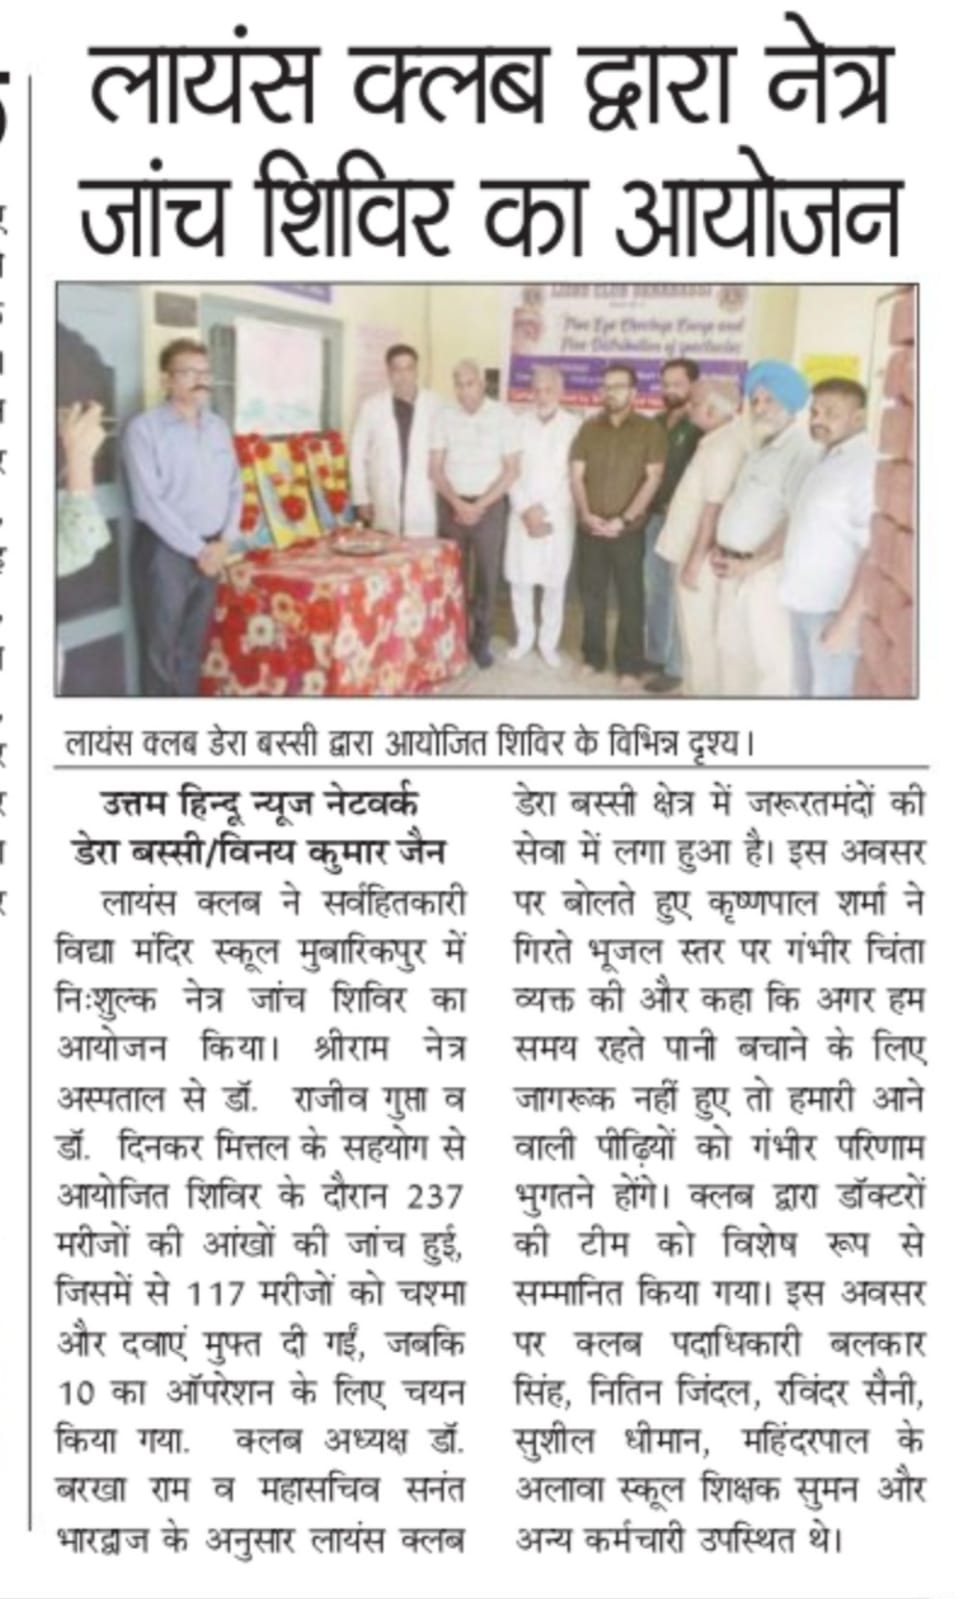 लायंस क्लब द्वारा नेत्र
जांच शिविर का आयोजन
LIONS CLUB DERABASSI
Free Eye Checkup Camp and
Free Distribution of spectacles
लायंस क्लब डेरा बस्सी द्वारा आयोजित शिविर के विभिन्न दृश्य।
उत्तम हिन्दू न्यूज नेटवर्क
डेरा बस्सी/विनय कुमार जैन
लायंस क्लब ने सर्वहितकारी
विद्या मंदिर स्कूल मुबारिकपुर में
निःशुल्क नेत्र जांच शिविर का
आयोजन किया। श्रीराम नेत्र
अस्पताल से डॉ. राजीव गुप्ता व
डॉ. दिनकर मित्तल के सहयोग से
आयोजित शिविर के दौरान 237
मरीजों की आंखों की जांच हुई,
जिसमें से 117 मरीजों को चश्मा
और दवाएं मुफ्त दी गईं, जबकि
10 का ऑपरेशन के लिए चयन
किया गया. क्लब अध्यक्ष डॉ.
बरखा राम व महासचिव सनंत
भारद्वाज के अनुसार लायंस क्लब
डेरा बस्सी क्षेत्र में जरूरतमंदों की
सेवा में लगा हुआ है। इस अवसर
पर बोलते हुए कृष्णपाल शर्मा ने
गिरते भूजल स्तर पर गंभीर चिंता
व्यक्त की और कहा कि अगर हम
समय रहते पानी बचाने के लिए
जागरूक नहीं हुए तो हमारी आने
वाली पीढ़ियों को गंभीर परिणाम
भुगतने होंगे। क्लब द्वारा डॉक्टरों
की टीम को विशेष रूप से
सम्मानित किया गया। इस अवसर
पर क्लब पदाधिकारी बलकार
सिंह, नितिन जिंदल, रविंदर सैनी,
सुशील धीमान, महिंदरपाल के
अलावा स्कूल शिक्षक सुमन और
अन्य कर्मचारी उपस्थित थे।